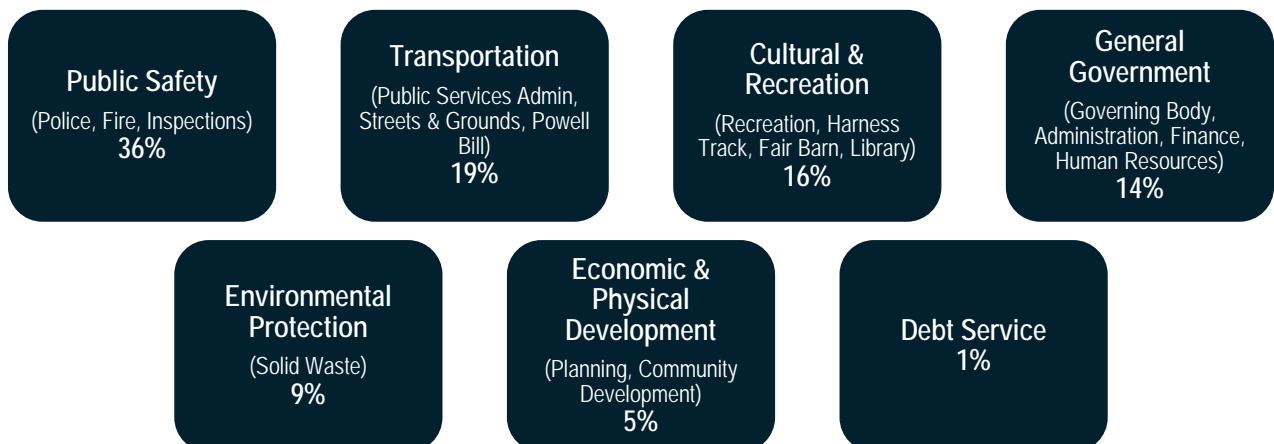 Public Safety
(Police, Fire, Inspections)
36%
Transportation
(Public Services Admin,
Streets & Grounds, Powell
Bill)
19%
Cultural &
Recreation
(Recreation, Harness
Track, Fair Barn, Library)
16%
General
Government
(Governing Body,
Administration, Finance,
Human Resources)
14%
Environmental
Protection
(Solid Waste)
9%
Economic &
Physical
Development
(Planning, Community
Development)
5%
Debt Service
1%